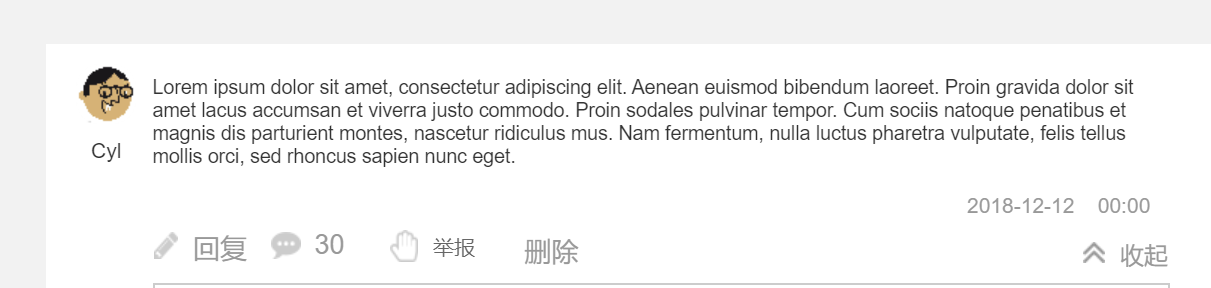 Lorem ipsum dolor sit amet, consectetur adipiscing elit. Aenean euismod bibendum laoreet. Proin gravida dolor sit
amet lacus accumsan et viverra justo commodo. Proin sodales pulvinar tempor. Cum sociis natoque penatibus et
magnis dis parturient montes, nascetur ridiculus mus. Nam fermentum, nulla luctus pharetra vulputate, felis tellus
mollis orci, sed rhoncus sapien nunc eget.
Cyl
2018-12-12 00:00
回复 30 举报 删除 收起